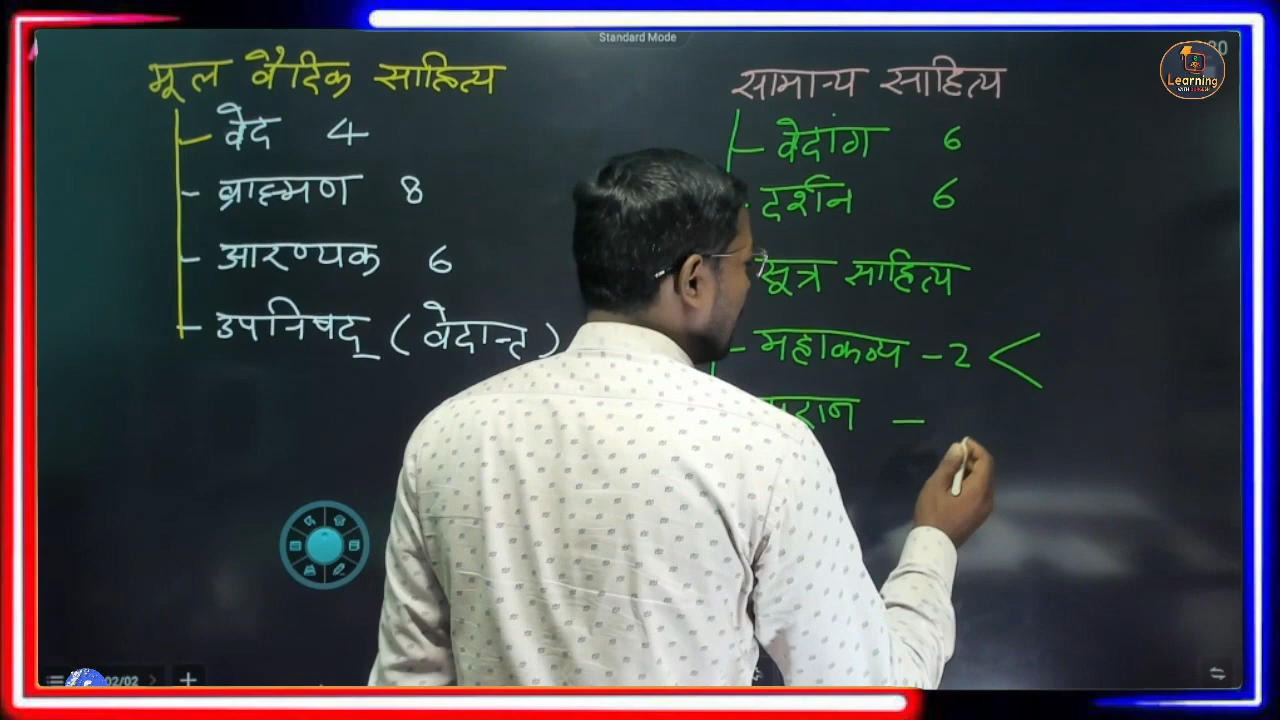 Standard Mode
Learning
मूल वैदिक साहित्य
वेद 4
ब्राह्मण 8
आरण्यक 6
उपनिषद् (वेदान्त)
सामान्य साहित्य
वेदांग 6
दर्शन 6
सूत्र साहित्य
महाकव्य - 2 <
-
02/02